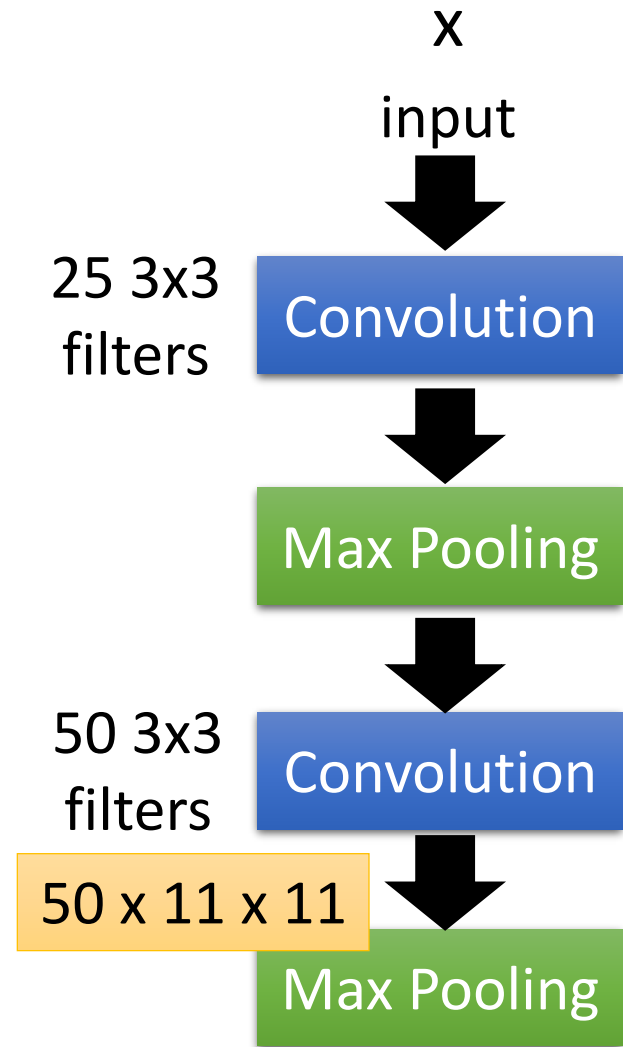 x
input
25 3x3
filters
Convolution
Max Pooling
50 3x3
filters
Convolution
50 x 11 x 11
Max Pooling